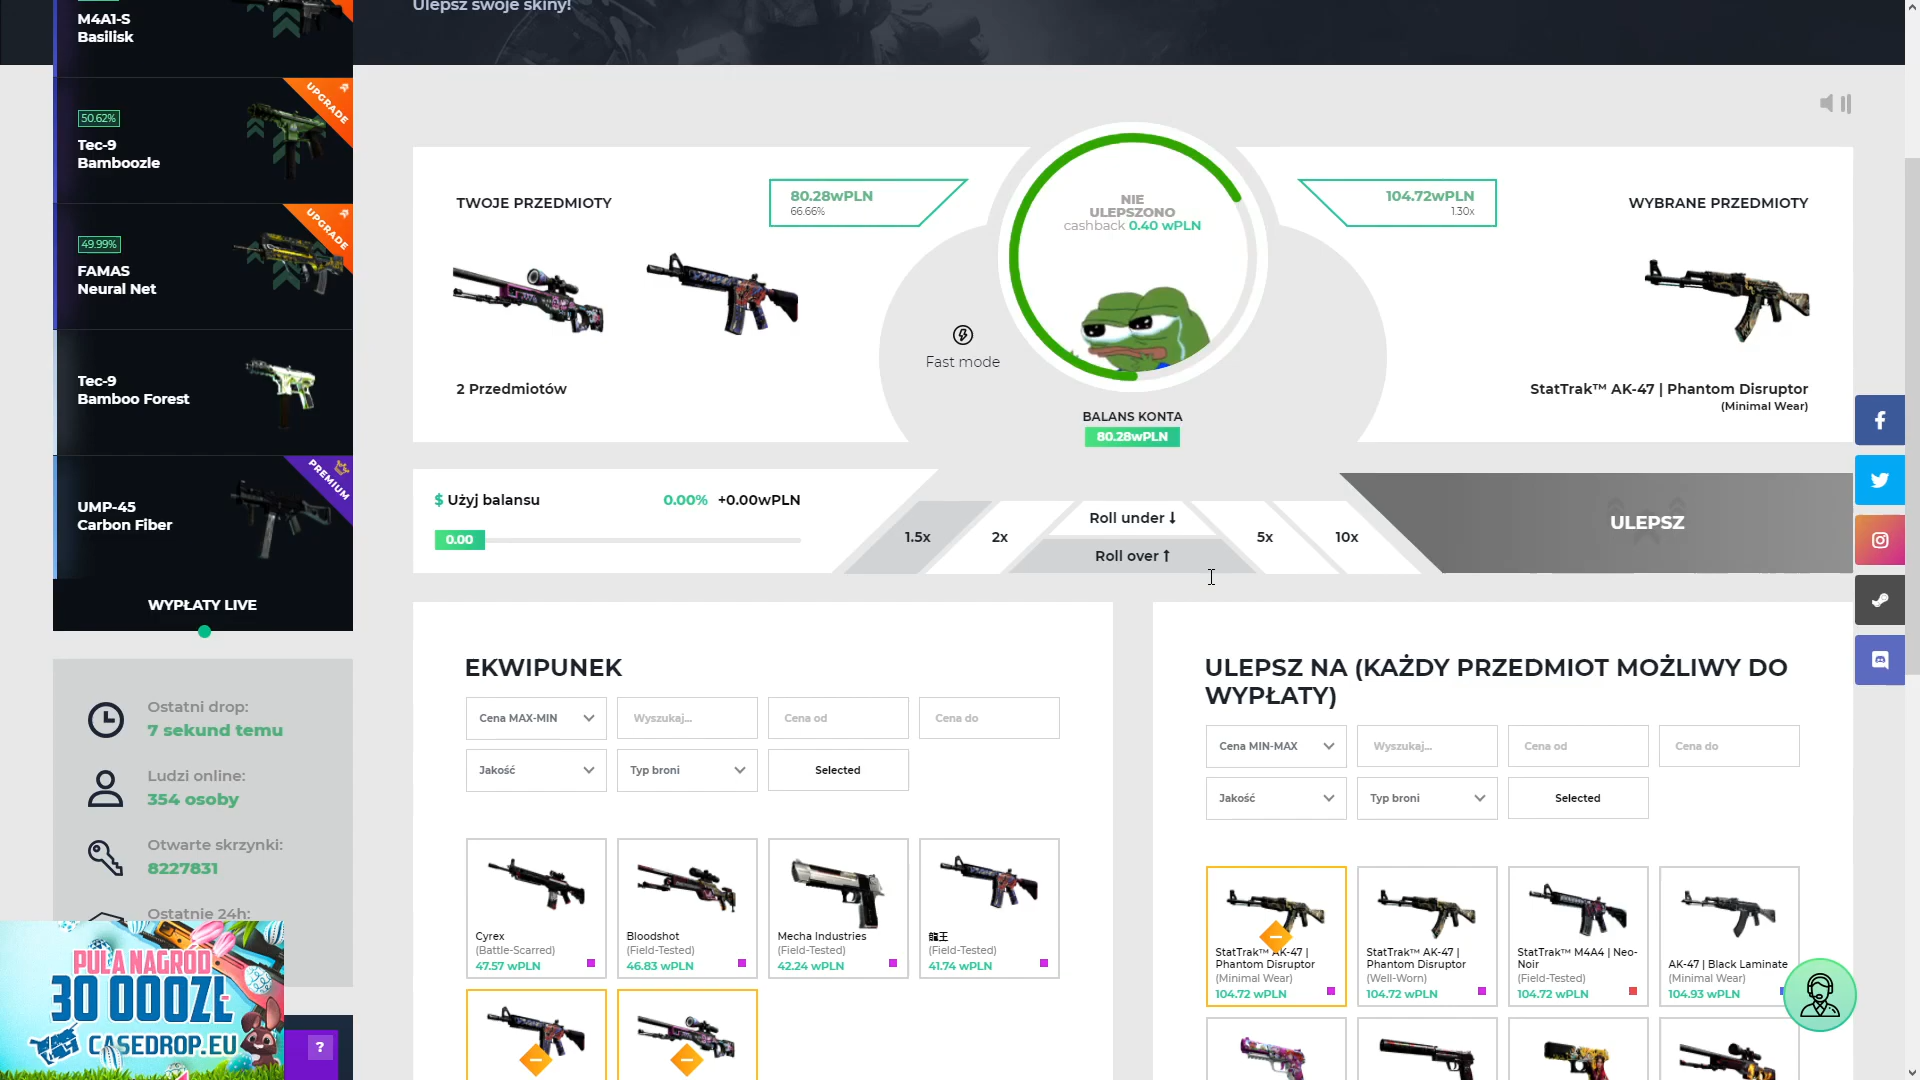 Ulepsz swoje skiny!
M4A1-S
Basilisk
UPGRADE
50.62%
Tec-9
Bamboozle
UPGRADE
49.99%
FAMAS
Neural Net
Tec-9
Bamboo Forest
PREMIUM
UMP-45
Carbon Fiber
WYPŁATY LIVE
Ostatni drop:
7 sekund temu
Ludzi online:
354 osoby
Otwarte skrzynki:
8227831
Ostatnie 24h:
PULA NAGRÓD
30 000ZŁ
CASEDROP.EU
?
TWOJE PRZEDMIOTY
80.28wPLN
66.66%
2 Przedmiotów
Fast mode
NIE
ULEPSZONO
cashback 0.40 wPLN
BALANS KONTA
80.28wPLN
104.72wPLN
1.30x
WYBRANE PRZEDMIOTY
StatTrak™ AK-47 | Phantom Disruptor
(Minimal Wear)
$ Użyj balansu
0.00% +0.00wPLN
0.00
1.5x
2x
Roll under
Roll over
5x
10x
ULEPSZ
EKWIPUNEK
Cena MAX-MIN
Wyszukaj...
Cena od
Cena do
Jakość
Typ broni
Selected
Cyrex
(Battle-Scarred)
47.57 wPLN
Bloodshot
(Field-Tested)
46.83 wPLN
Mecha Industries
(Field-Tested)
42.24 wPLN
龍王
(Field-Tested)
41.74 wPLN
ULEPSZ NA (KAŻDY PRZEDMIOT MOŻLIWY DO
WYPŁATY)
Cena MIN-MAX
Wyszukaj...
Cena od
Cena do
Jakość
Typ broni
Selected
StatTrak™ AK-47 |
Phantom Disruptor
(Minimal Wear)
104.72 wPLN
StatTrak™ AK-47 |
Phantom Disruptor
(Well-Worn)
104.72 wPLN
StatTrak™ M4A4 | Neo-
Noir
(Field-Tested)
104.72 wPLN
AK-47 | Black Laminate
(Minimal Wear)
104.93 wPLN